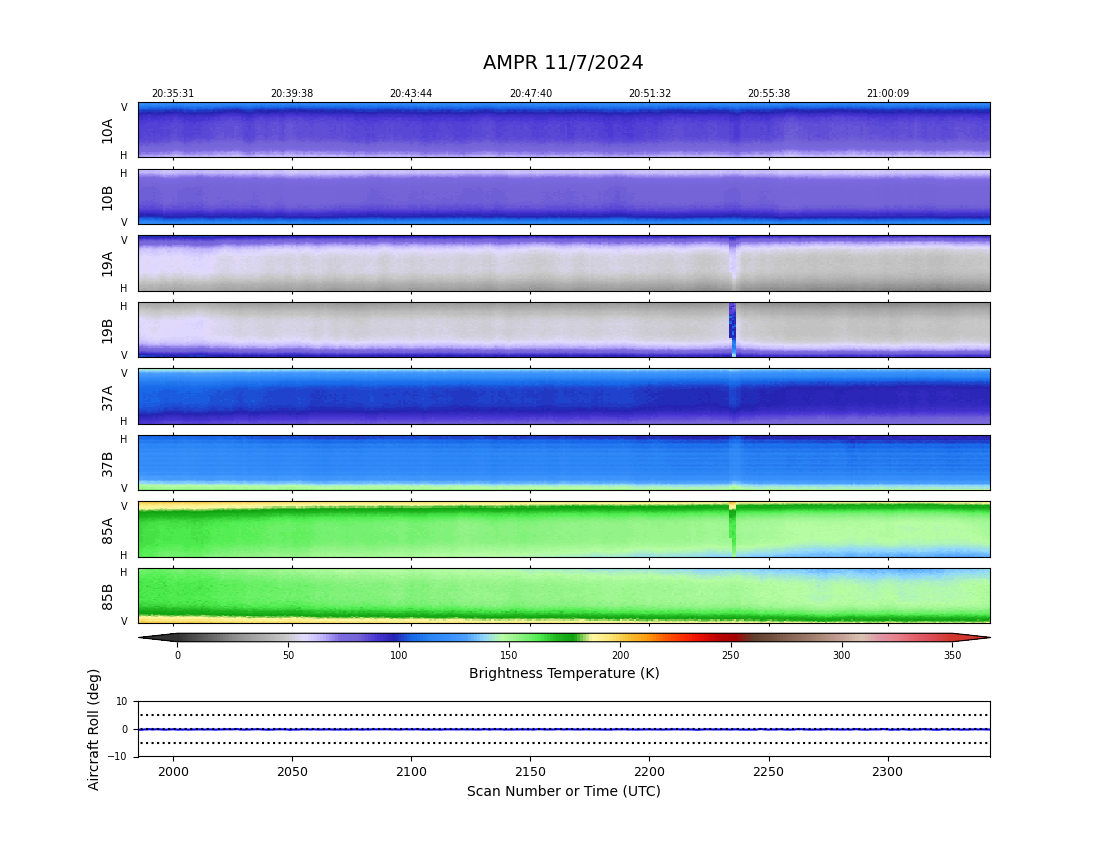 AMPR 11/7/2024
20:35:31 20:39:38 20:43:44 20:47:40 20:51:32 20:55:38 21:00:09
V
10A
H
H
10B
V
V
19A
H
H
19B
V
V
37A
H
H
37B
V
V
85A
H
H
85B
V
0 50 100 150 200 250 300 350
Brightness Temperature (K)
Aircraft Roll (deg)
10
0
−10
2000 2050 2100 2150 2200 2250 2300
Scan Number or Time (UTC)